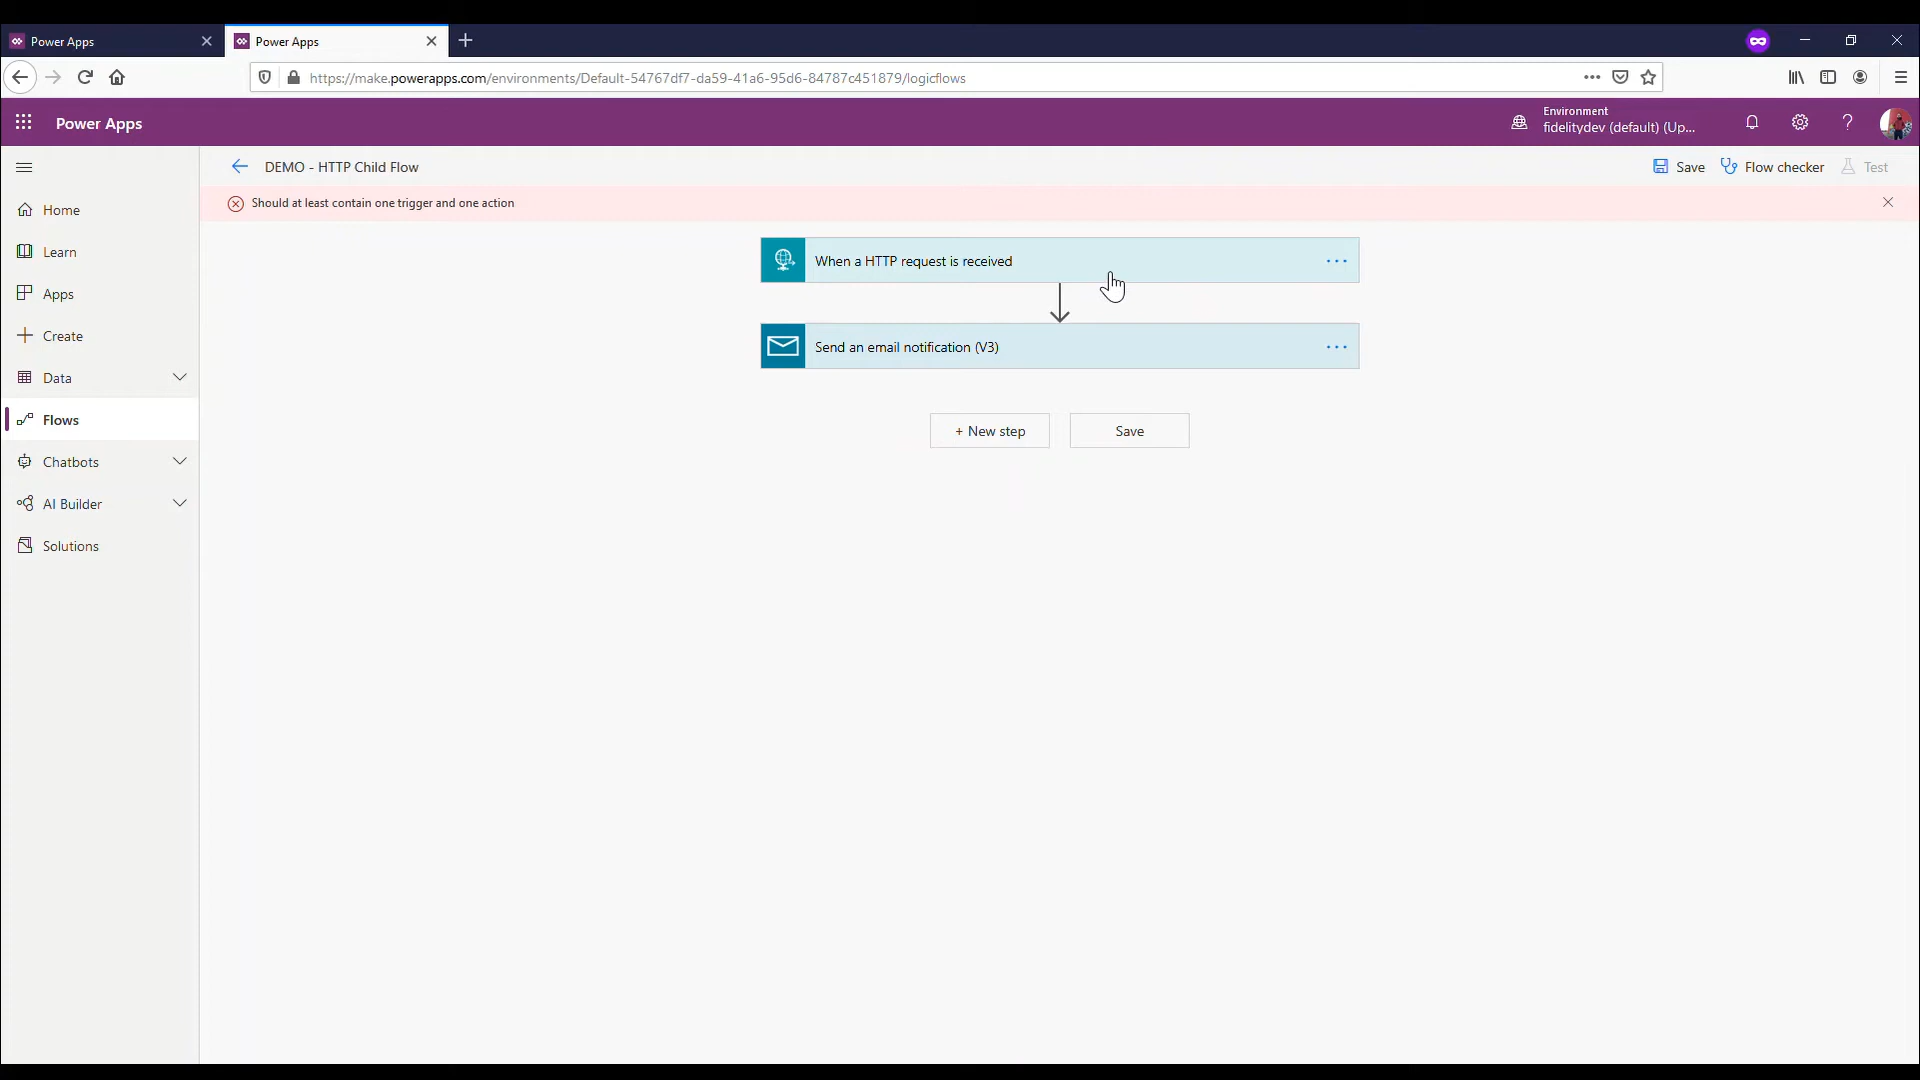 Power Apps
Power Apps
https://make.powerapps.com/environments/Default-54767df7-da59-41a6-95d6-84787c451879/logicflows
Power Apps
Environment
fidelitydev (default) (Up...
DEMO - HTTP Child Flow
Save
Flow checker
Test
Should at least contain one trigger and one action
Home
Learn
Apps
Create
Data
Flows
Chatbots
AI Builder
Solutions
When a HTTP request is received
Send an email notification (V3)
+ New step
Save